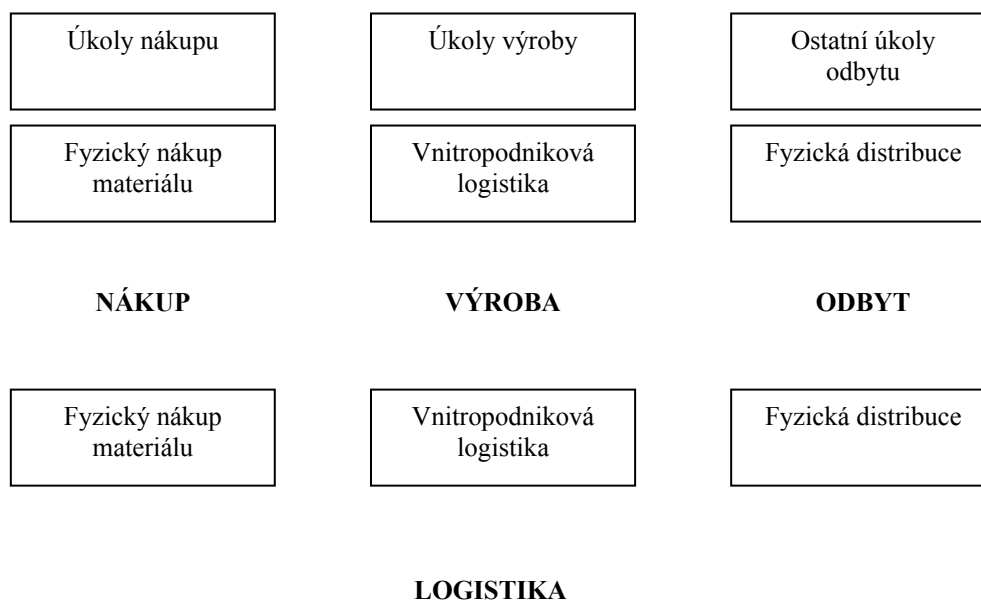 Úkoly nákupu
Úkoly výroby
Ostatní úkoly
odbytu
Fyzický nákup
materiálu
Vnitropodniková
logistika
Fyzická distribuce
NÁKUP
VÝROBA
ODBYT
Fyzický nákup
materiálu
Vnitropodniková
logistika
Fyzická distribuce
LOGISTIKA